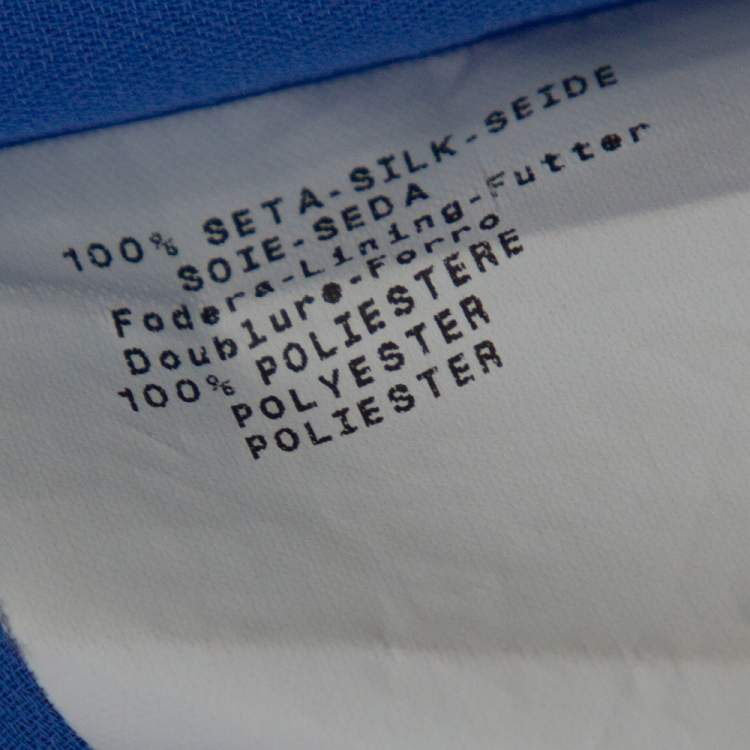 100% SETA-SILK-SEIDE
SOIE-SEDA
Fodera-Lining-Futter
Doublure-Forro
100% POLIESTERE
POLYESTER
POLIESTER